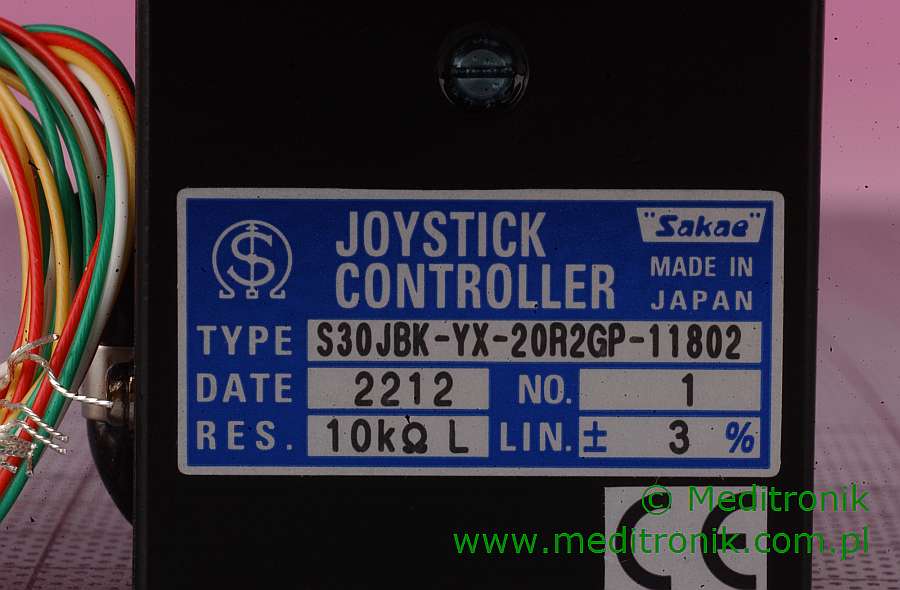 JOYSTICK
CONTROLLER
"Sakae"
MADE IN
JAPAN
TYPE S30JBK-YX-20R2GP-11802
DATE 2212 NO. 1
RES. 10kΩ L LIN. ± 3 %
CE
© Meditronik
www.meditronik.com.pl